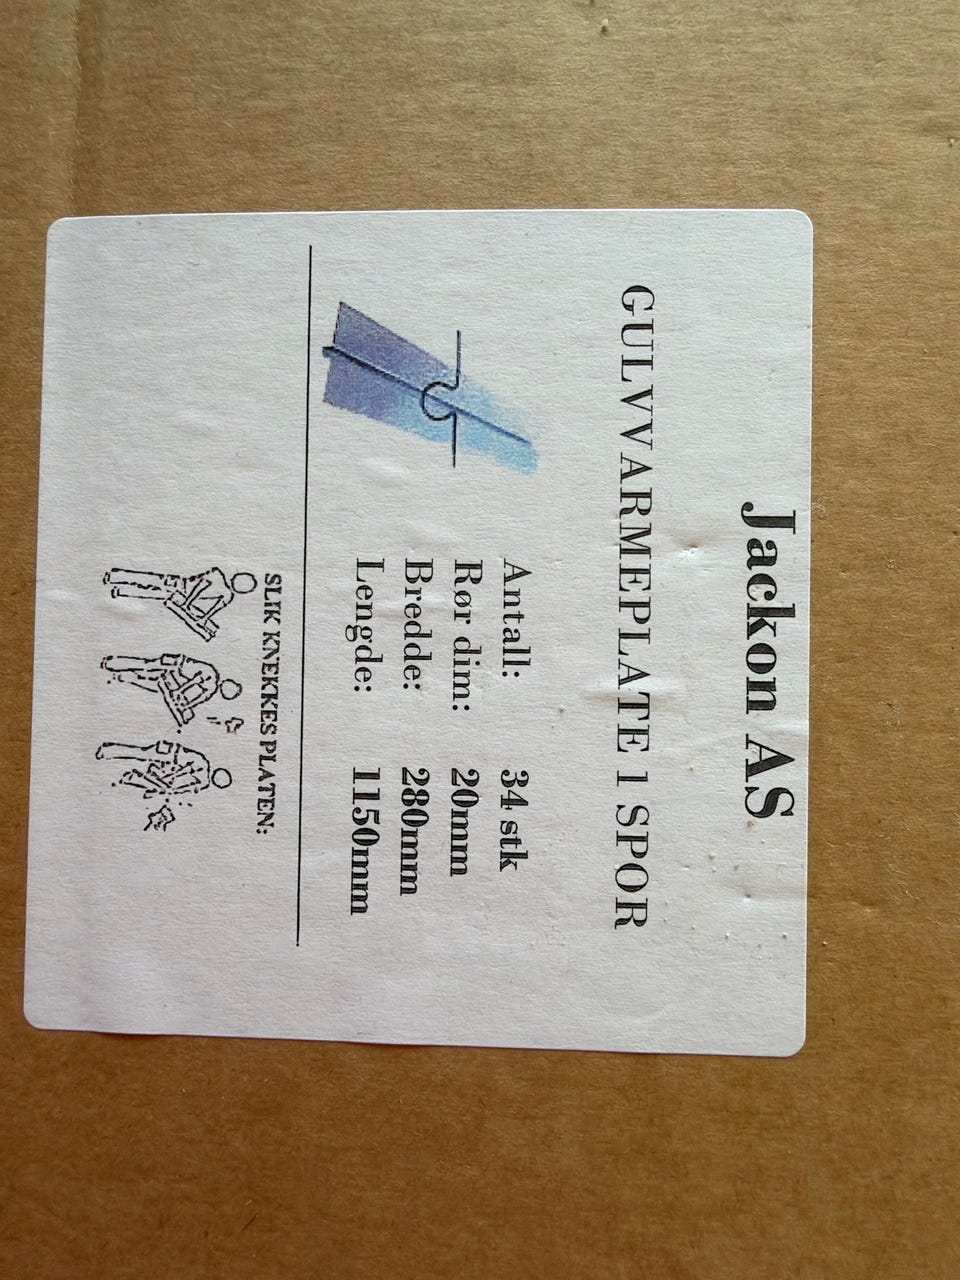 Jackon AS
GULVVARMEPLATE 1 SPOR
Antall: 34 stk
Rør dim: 20mm
Bredde: 280mm
Lengde: 1150mm
SLIK KNEKKES PLATEN: